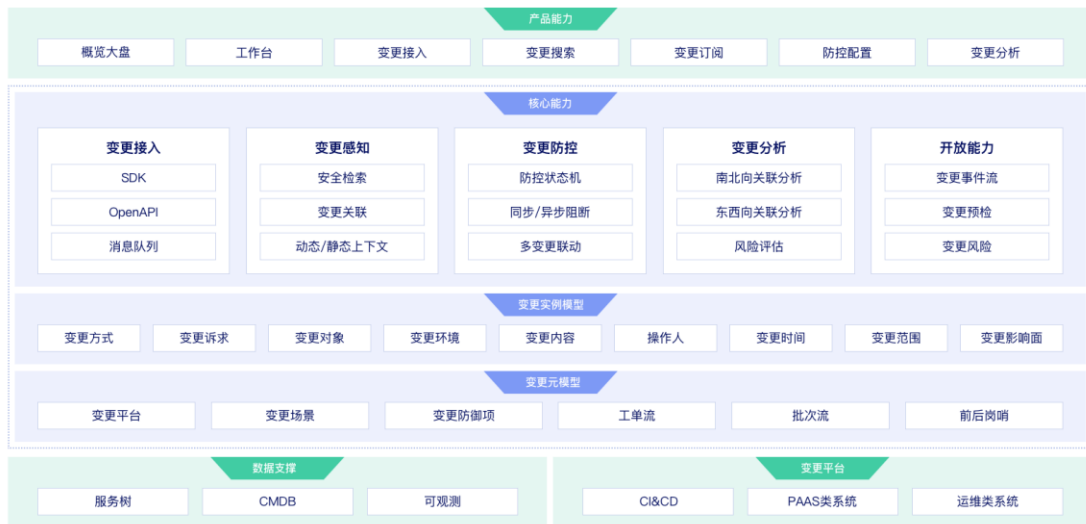 产品能力
概览大盘 工作台 变更接入 变更搜索 变更订阅 防控配置 变更分析
核心能力
变更接入 变更感知 变更防控 变更分析 开放能力
SDK 安全检索 防控状态机 南北向关联分析 变更事件流
OpenAPI 变更关联 同步/异步阻断 东西向关联分析 变更预检
消息队列 动态/静态上下文 多变更联动 风险评估 变更风险
变更实例模型
变更方式 变更诉求 变更对象 变更环境 变更内容 操作人 变更时间 变更范围 变更影响面
变更元模型
变更平台 变更场景 变更防御项 工单流 批次流 前后岗哨
数据支撑 变更平台
服务树 CMDB 可观测 CI&CD PAAS类系统 运维类系统